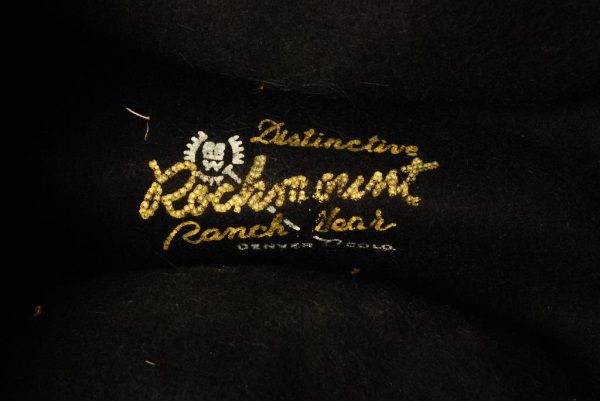 Distinctive
Rockmount
Ranch Wear
DENVER COLO.